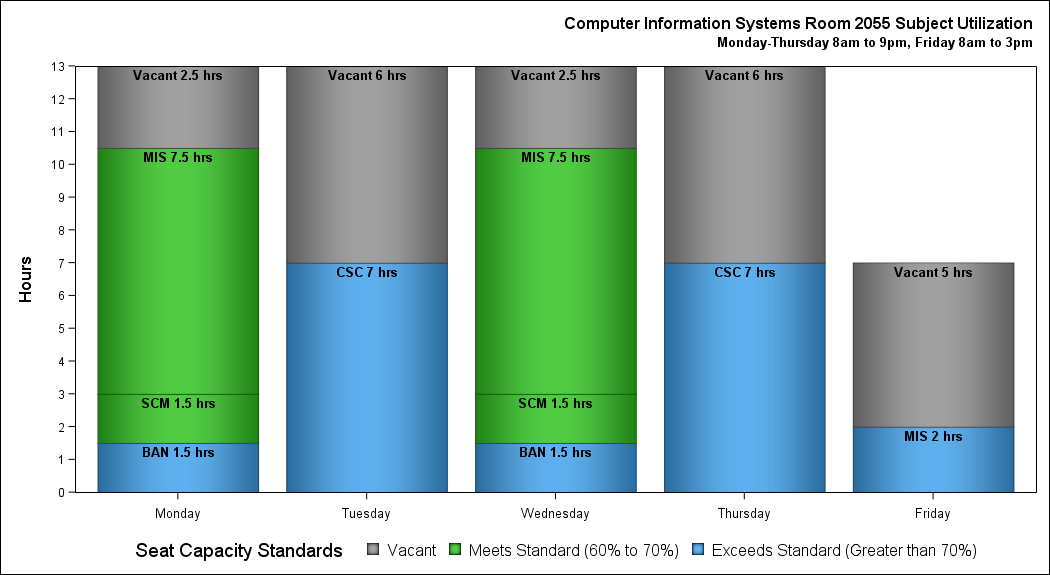 Computer Information Systems Room 2055 Subject Utilization
Monday-Thursday 8am to 9pm, Friday 8am to 3pm
Hours
13
12
11
10
9
8
7
6
5
4
3
2
1
0
Vacant 2.5 hrs
MIS 7.5 hrs
SCM 1.5 hrs
BAN 1.5 hrs
Vacant 6 hrs
CSC 7 hrs
Vacant 2.5 hrs
MIS 7.5 hrs
SCM 1.5 hrs
BAN 1.5 hrs
Vacant 6 hrs
CSC 7 hrs
Vacant 5 hrs
MIS 2 hrs
Monday Tuesday Wednesday Thursday Friday
Seat Capacity Standards Vacant Meets Standard (60% to 70%) Exceeds Standard (Greater than 70%)